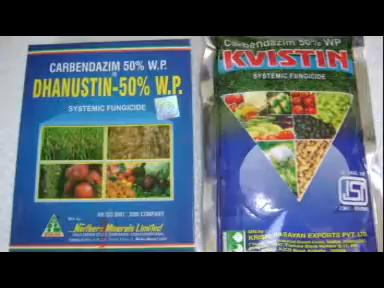 CARBENDAZIM 50% W.P.
DHANUSTIN-50% W.P.
SYSTEMIC FUNGICIDE
AN ISO 9001 : 2000 COMPANY
Northern Minerals Limited
Carbendazim 50% WP
KVISTIN
SYSTEMIC FUNGICIDE
ISI
KRISHI RASAYAN EXPORTS PVT. LTD.